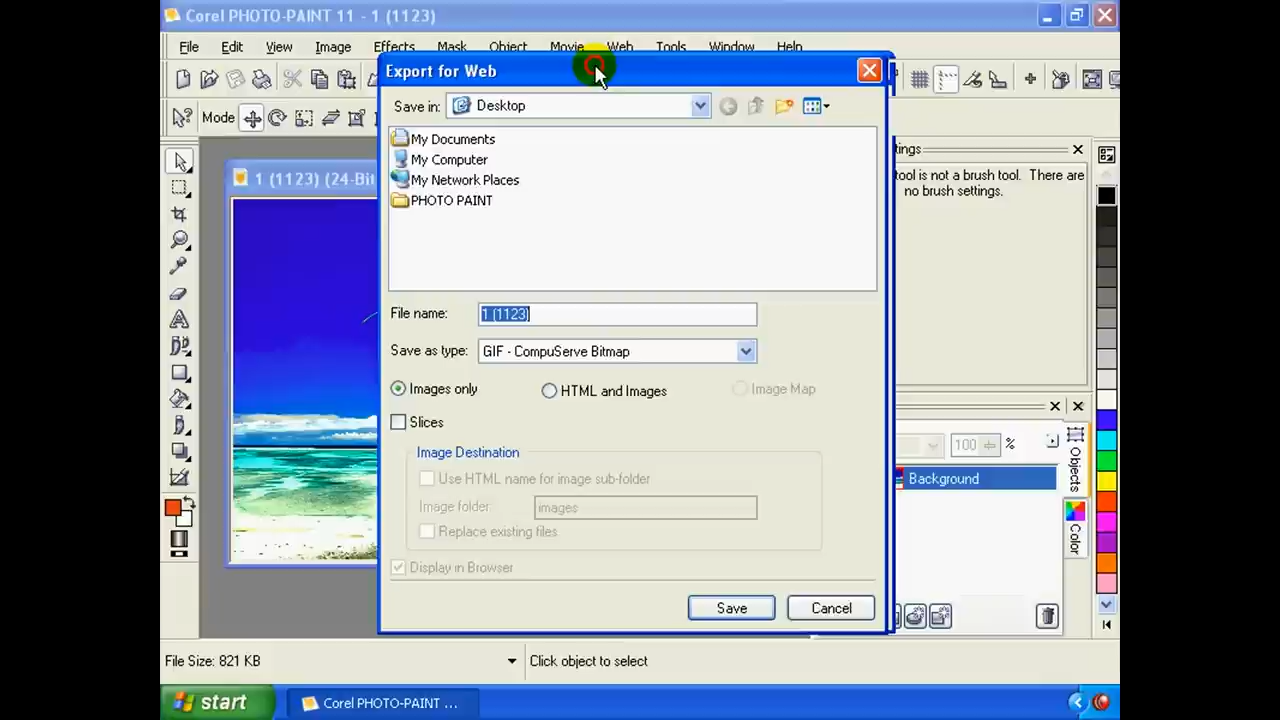 Corel PHOTO-PAINT 11 - 1 (1123)
File Edit View Image Effects Mask Object Movie Web Tools Window Help
Export for Web
Save in: Desktop
Mode
My Documents
My Computer
My Network Places
PHOTO PAINT
1 (1123) (24-Bit
tings
tool is not a brush tool. There are
no brush settings.
File name: 1 (1123)
Save as type: GIF - CompuServe Bitmap
Images only HTML and Images Image Map
Slices
Image Destination
Use HTML name for image sub-folder
Image folder: images
Replace existing files
Display in Browser
Save Cancel
100 %
Background
Objects
Color
File Size: 821 KB Click object to select
start Corel PHOTO-PAINT ...